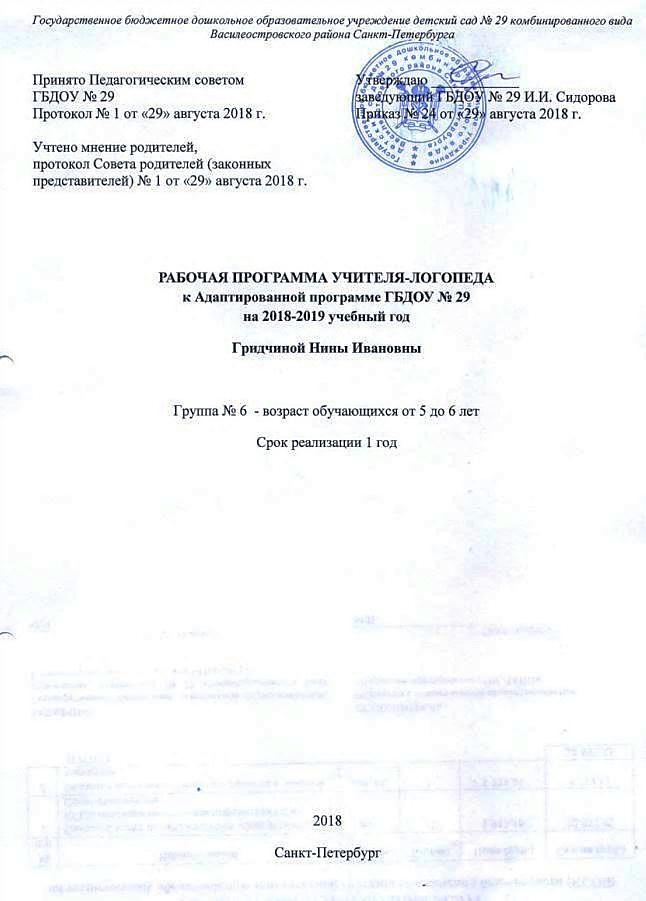 Государственное бюджетное дошкольное образовательное учреждение детский сад № 29 комбинированного вида
Василеостровского района Санкт-Петербурга
Принято Педагогическим советом
ГБДОУ № 29
Протокол № 1 от «29» августа 2018 г.
Учтено мнение родителей,
протокол Совета родителей (законных
представителей) № 1 от «29» августа 2018 г.
Утверждаю
заведующий ГБДОУ № 29 И.И. Сидорова
Приказ № 24 от «29» августа 2018 г.
РАБОЧАЯ ПРОГРАММА УЧИТЕЛЯ-ЛОГОПЕДА
к Адаптированной программе ГБДОУ № 29
на 2018-2019 учебный год
Гридчиной Нины Ивановны
Группа № 6 - возраст обучающихся от 5 до 6 лет
Срок реализации 1 год
2018
Санкт-Петербург